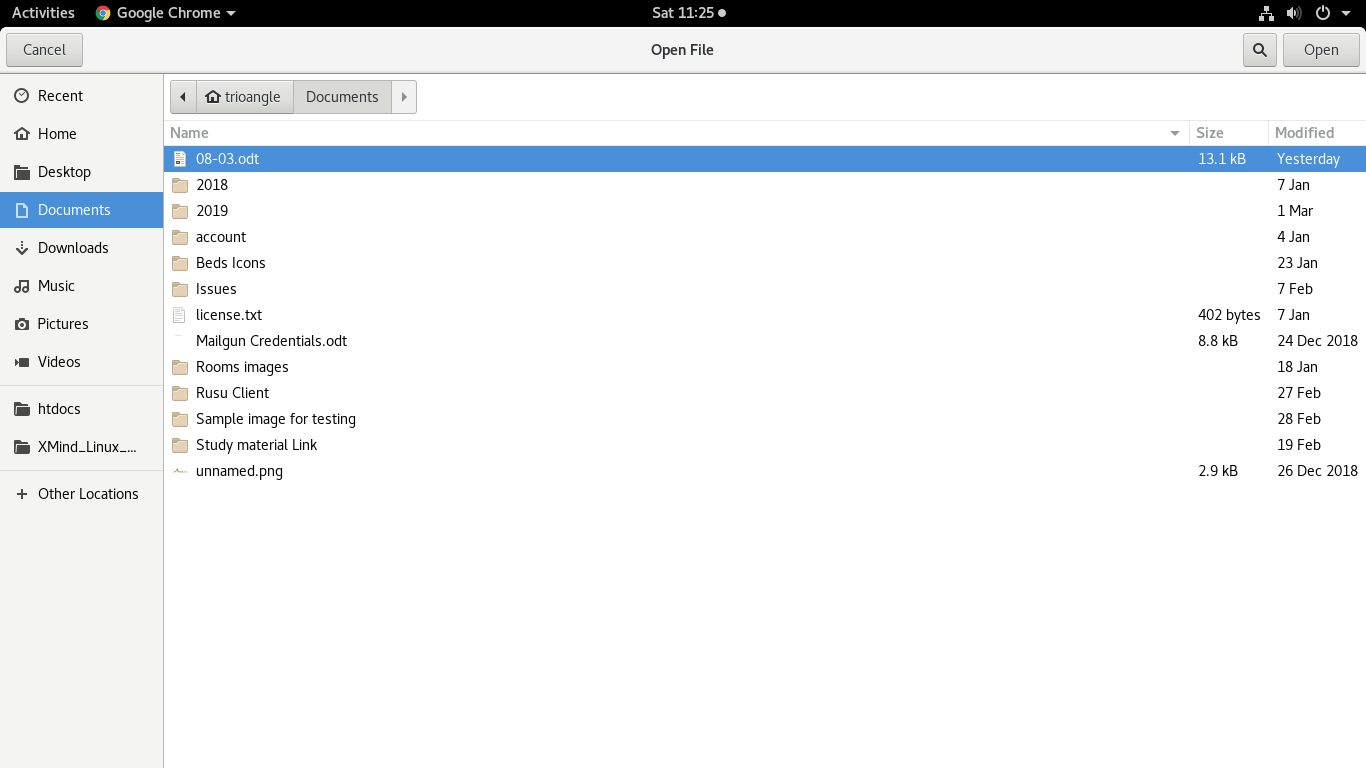 Activities Google Chrome Sat 11:25
Cancel Open File Open
Recent
Home
Desktop
Documents
Downloads
Music
Pictures
Videos
htdocs
XMind_Linux_...
Other Locations
trioangle Documents
Name Size Modified
08-03.odt 13.1 kB Yesterday
2018 7 Jan
2019 1 Mar
account 4 Jan
Beds Icons 23 Jan
Issues 7 Feb
license.txt 402 bytes 7 Jan
Mailgun Credentials.odt 8.8 kB 24 Dec 2018
Rooms images 18 Jan
Rusu Client 27 Feb
Sample image for testing 28 Feb
Study material Link 19 Feb
unnamed.png 2.9 kB 26 Dec 2018